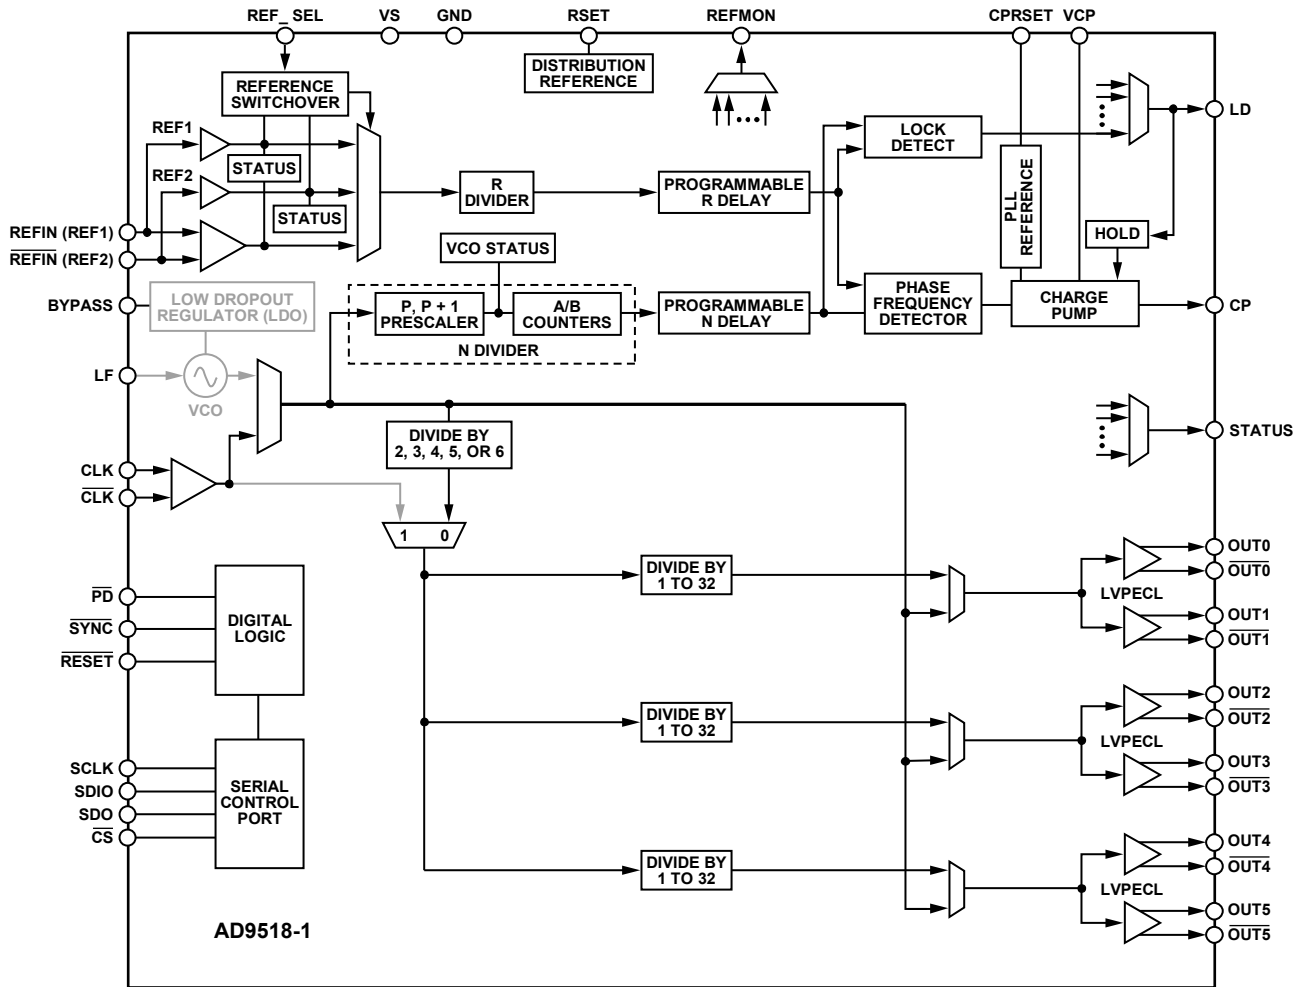 REF_SEL VS GND RSET REFMON CPRSET VCP
DISTRIBUTION
REFERENCE
REFERENCE
SWITCHOVER
REF1
STATUS
REF2
STATUS
R
DIVIDER
PROGRAMMABLE
R DELAY
LOCK
DETECT
LD
PLL
REFERENCE
HOLD
REFIN (REF1)
REFIN (REF2)
BYPASS
LOW DROPOUT
REGULATOR (LDO)
VCO STATUS
P, P + 1
PRESCALER
A/B
COUNTERS
N DIVIDER
PROGRAMMABLE
N DELAY
PHASE
FREQUENCY
DETECTOR
CHARGE
PUMP
CP
LF
VCO
STATUS
DIVIDE BY
2, 3, 4, 5, OR 6
CLK
CLK
1 0
DIVIDE BY
1 TO 32
LVPECL
OUT0
OUT0
OUT1
OUT1
PD
SYNC
RESET
DIGITAL
LOGIC
DIVIDE BY
1 TO 32
LVPECL
OUT2
OUT2
OUT3
OUT3
SCLK
SDIO
SDO
CS
SERIAL
CONTROL
PORT
DIVIDE BY
1 TO 32
LVPECL
OUT4
OUT4
OUT5
OUT5
AD9518-1